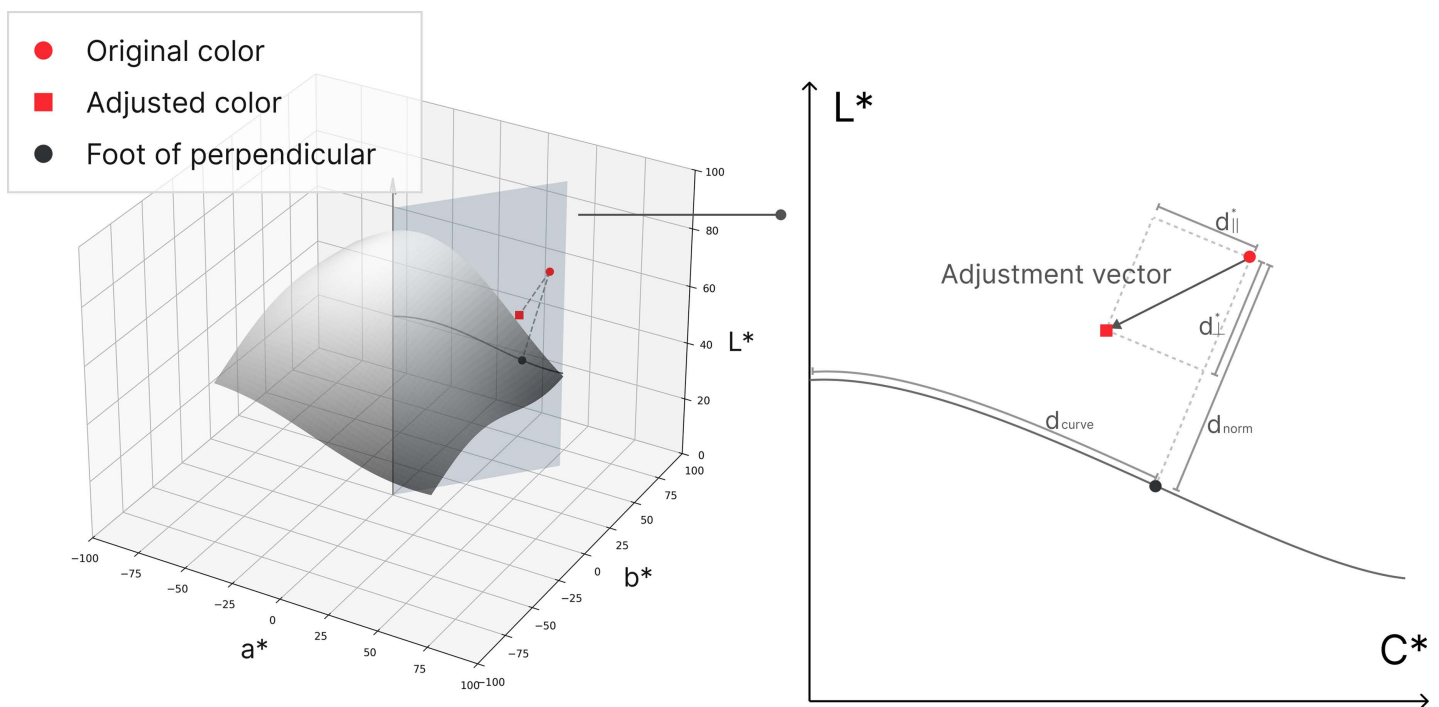 Original color
Adjusted color
Foot of perpendicular
100
80
60
L*
40
20
0
100
75
50
25
0
b*
−25
−50
−75
−100
−100
−75
−50
−25
0
25
50
75
100
a*
L*
d*||
Adjustment vector
d*⊥
dcurve
dnorm
C*